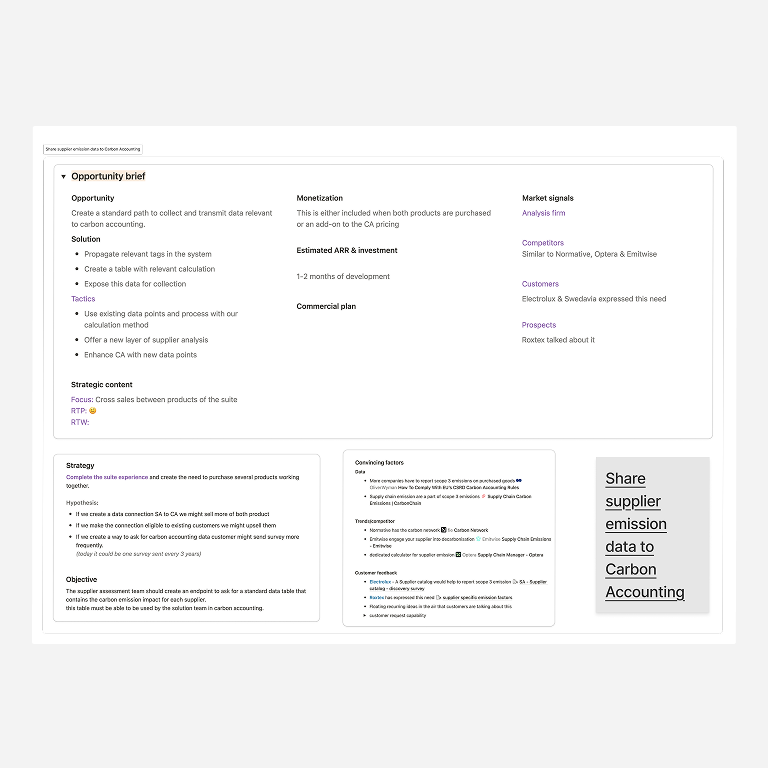 Share supplier emission data to Carbon Accounting
Opportunity brief
Opportunity
Create a standard path to collect and transmit data relevant
to carbon accounting.
Solution
Propagate relevant tags in the system
Create a table with relevant calculation
Expose this data for collection
Tactics
Use existing data points and process with our
calculation method
Offer a new layer of supplier analysis
Enhance CA with new data points
Strategic content
Focus: Cross sales between products of the suite
RTP: 😀
RTW:
Monetization
This is either included when both products are purchased
or an add-on to the CA pricing
Estimated ARR & investment
1-2 months of development
Commercial plan
Market signals
Analysis firm
Competitors
Similar to Normative, Optera & Emitwise
Customers
Electrolux & Swedavia expressed this need
Prospects
Roxtex talked about it
Strategy
Complete the suite experience and create the need to purchase several products working
together.
Hypothesis:
If we create a data connection SA to CA we might sell more of both product
If we make the connection eligible to existing customers we might upsell them
If we create a way to ask for carbon accounting data customer might send survey more
frequently.
(today it could be one survey sent every 3 years)
Objective
The supplier assessment team should create an endpoint to ask for a standard data table that
contains the carbon emission impact for each supplier.
this table must be able to be used by the solution team in carbon accounting.
Convincing factors
Data
More companies have to report scope 3 emissions on purchased goods
OliverWyman How To Comply With EU's CSRD Carbon Accounting Rules
Supply chain emission are a part of scope 3 emissions Supply Chain Carbon
Emissions | CarbonChain
Trends|competitor
Normative has the carbon network Carbon Network
Emitwise engage your supplier into decarbonisation Emitwise Supply Chain Emissions
- Emitwise
dedicated calculator for supplier emission Optera Supply Chain Manager - Optera
Customer feedback
Electrolux - A Supplier catalog would help to report scope 3 emission SA - Supplier
catalog - discovery survey
Roxtex has expressed this need supplier specific emission factors
Floating recurring ideas in the air that customers are talking about this
customer request capability
Share
supplier
emission
data to
Carbon
Accounting